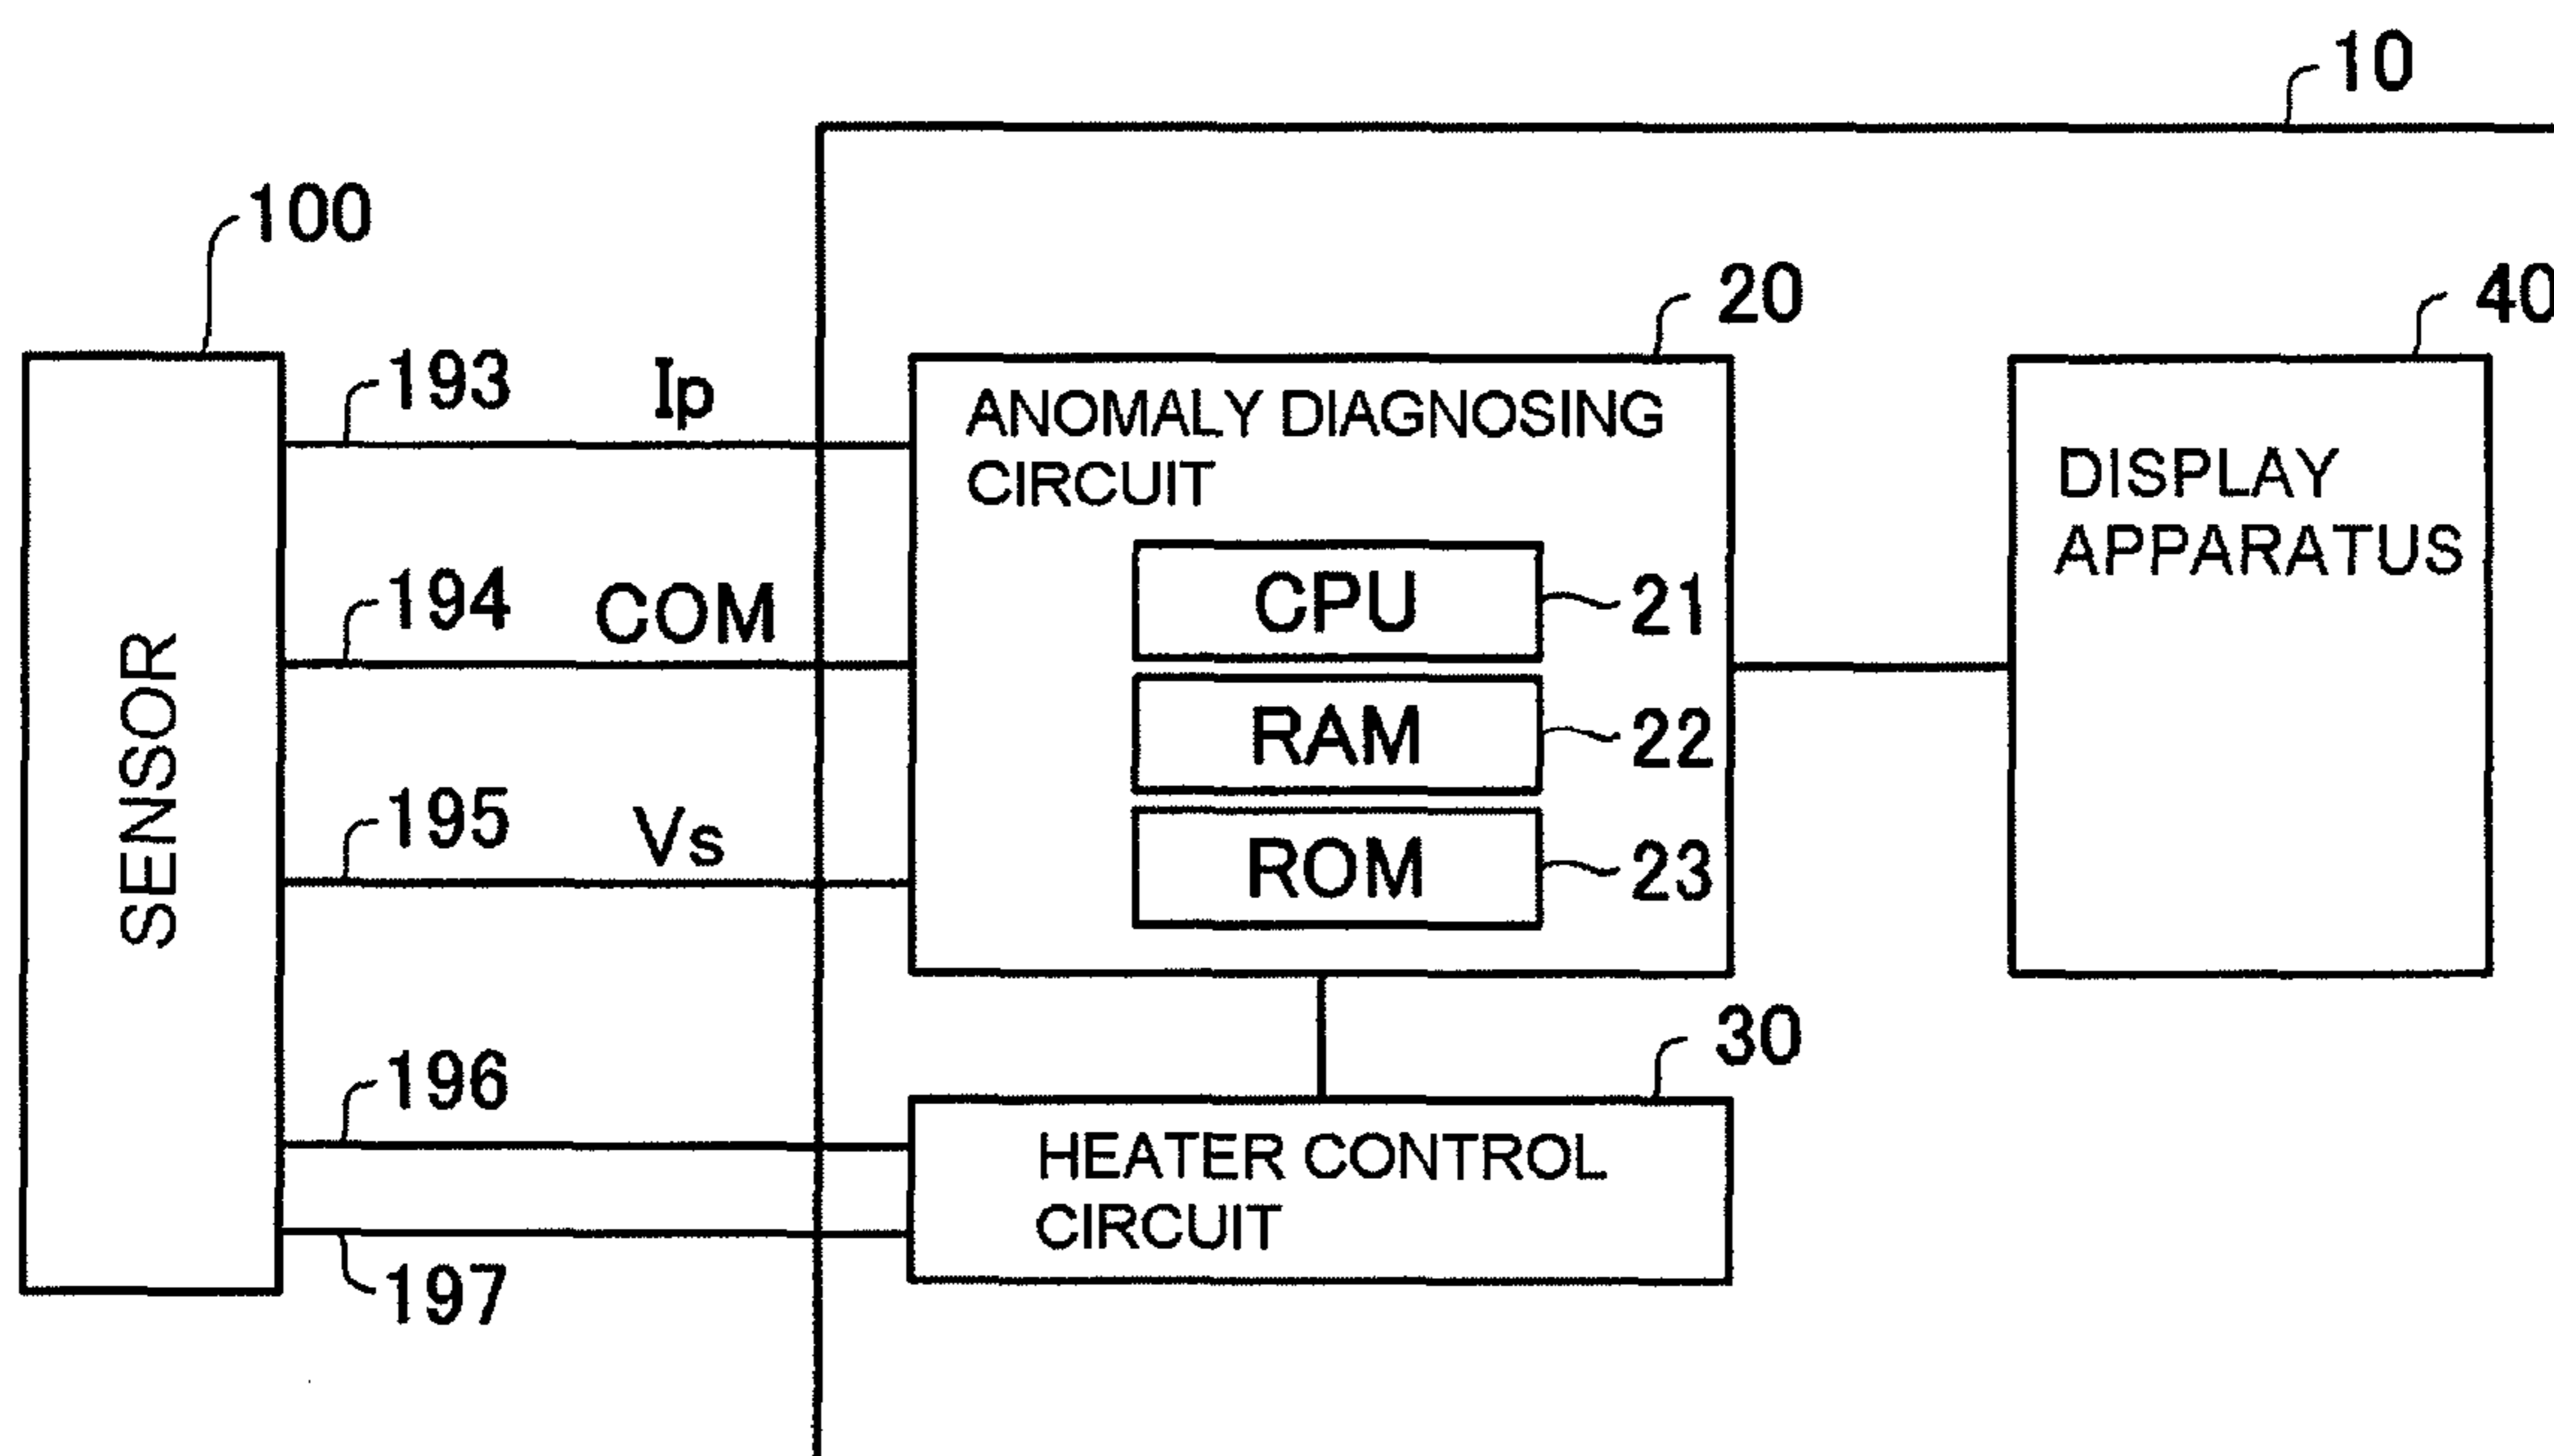 10
100
20
40
193
Ip
ANOMALY DIAGNOSING
CIRCUIT
DISPLAY
APPARATUS
CPU
21
194
COM
RAM
22
SENSOR
195
Vs
ROM
23
30
196
HEATER CONTROL
CIRCUIT
197